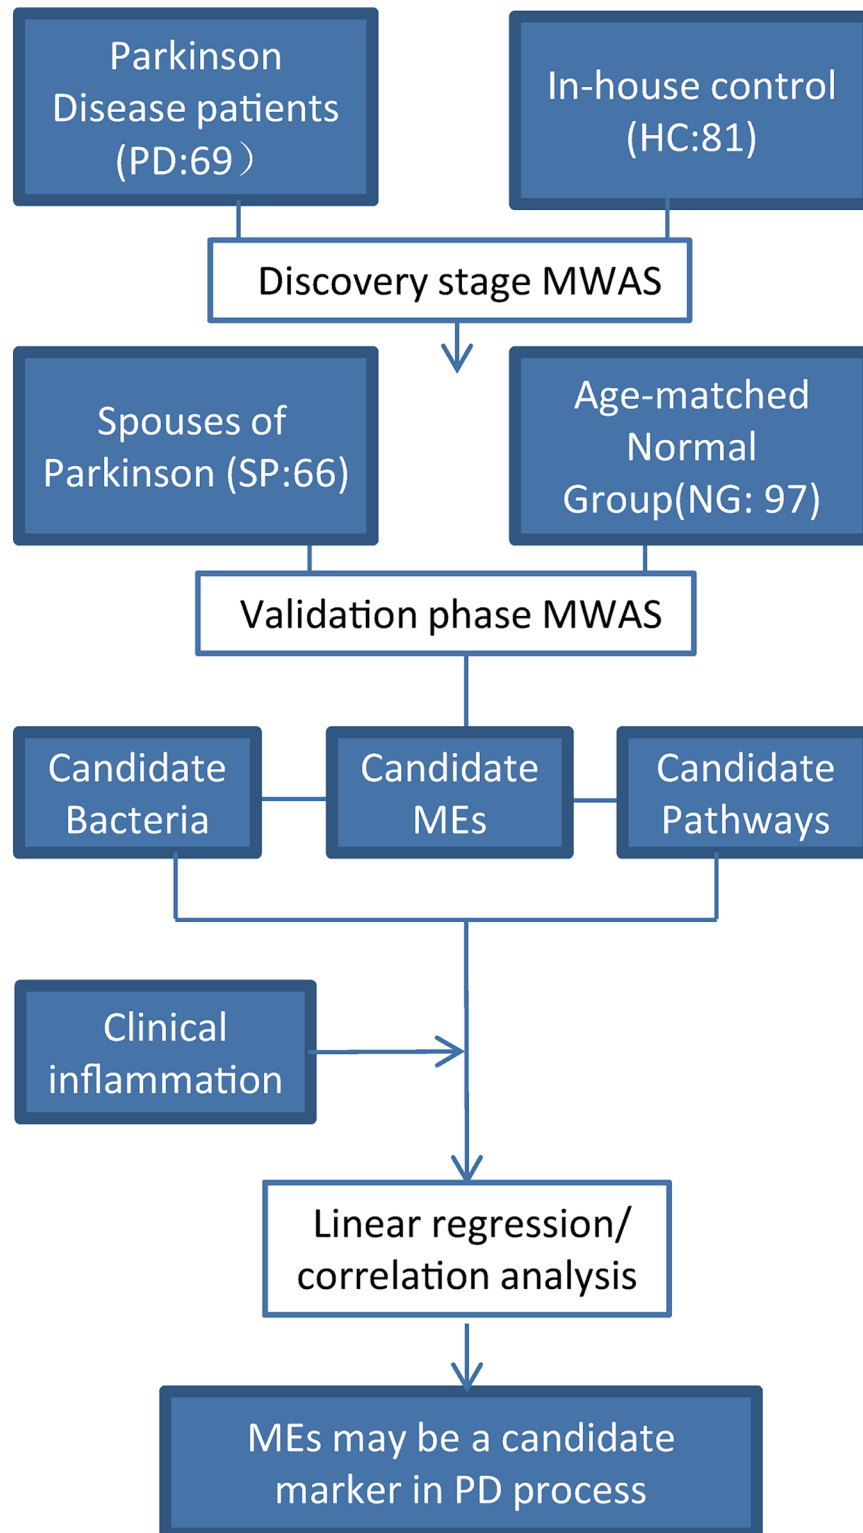 Parkinson
Disease patients
(PD:69）
In-house control
(HC:81)
Discovery stage MWAS
Spouses of
Parkinson (SP:66)
Age-matched
Normal
Group(NG: 97)
Validation phase MWAS
Candidate
Bacteria
Candidate
MEs
Candidate
Pathways
Clinical
inflammation
Linear regression/
correlation analysis
MEs may be a candidate
marker in PD process